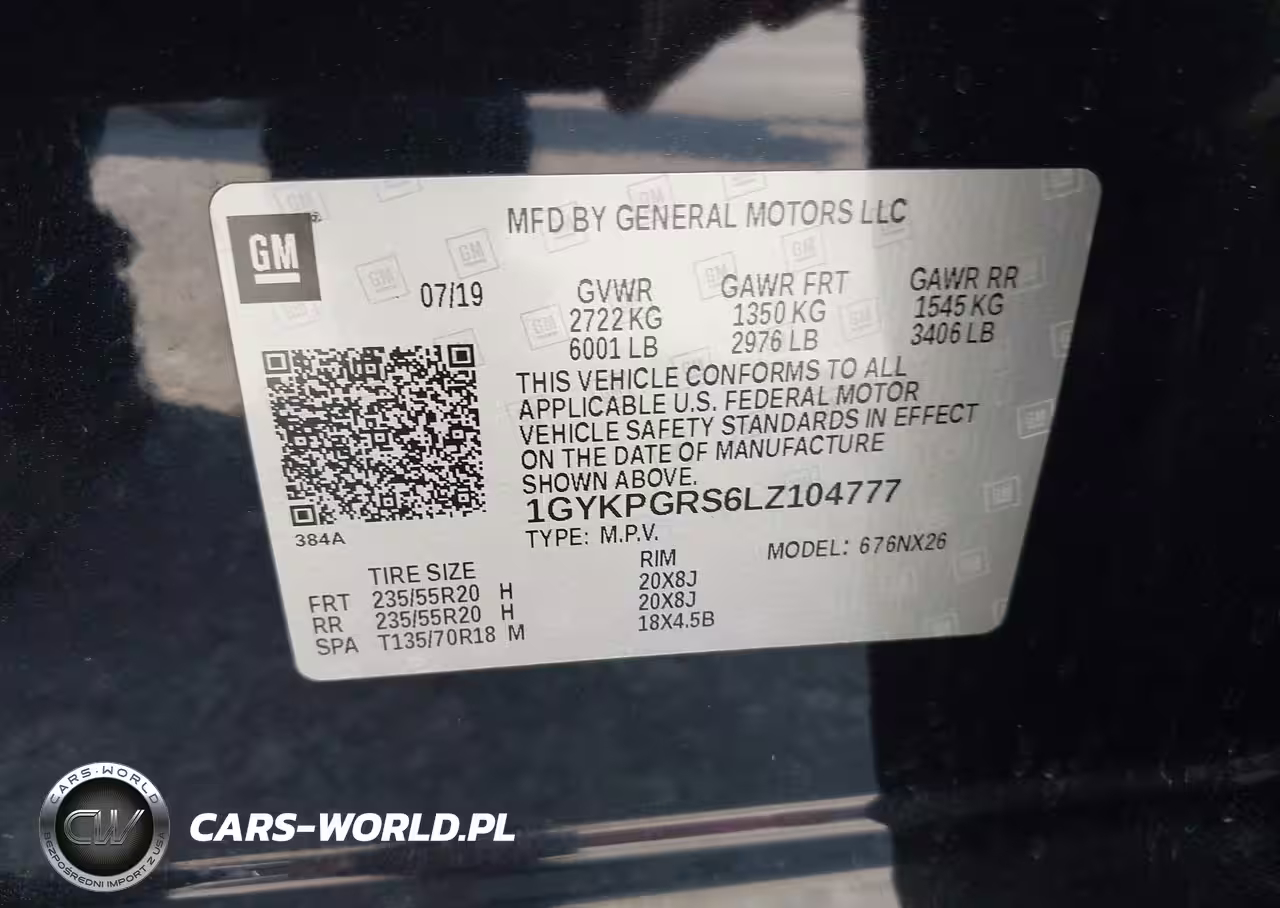 GM
MFD BY GENERAL MOTORS LLC
07/19
GVWR GAWR FRT GAWR RR
2722 KG 1350 KG 1545 KG
6001 LB 2976 LB 3406 LB
THIS VEHICLE CONFORMS TO ALL
APPLICABLE U.S. FEDERAL MOTOR
VEHICLE SAFETY STANDARDS IN EFFECT
ON THE DATE OF MANUFACTURE
SHOWN ABOVE.
1GYKPGRS6LZ104777
384A
TYPE: M.P.V. MODEL: 676NX26
TIRE SIZE RIM
FRT 235/55R20 H 20X8J
RR 235/55R20 H 20X8J
SPA T135/70R18 M 18X4.5B
CARS-WORLD
CW
BEZPOŚREDNI IMPORT Z USA
CARS-WORLD.PL